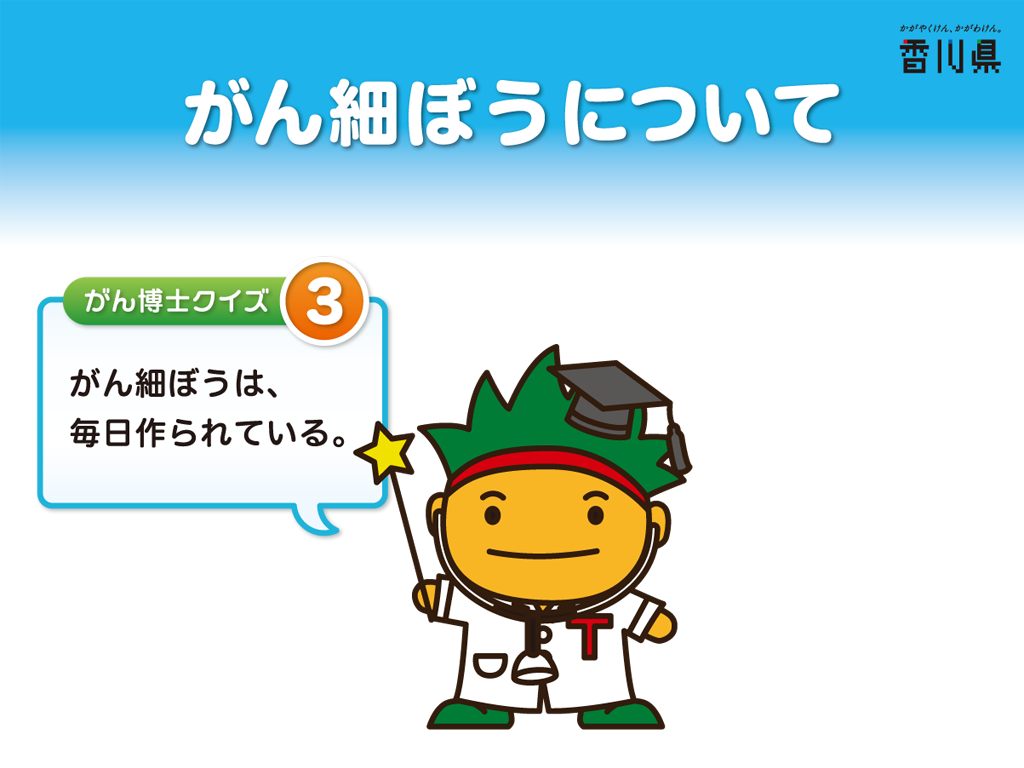 かがやくけん、かがわけん。
香川県
がん細ぼうについて
がん博士クイズ 3
がん細ぼうは、
毎日作られている。
T